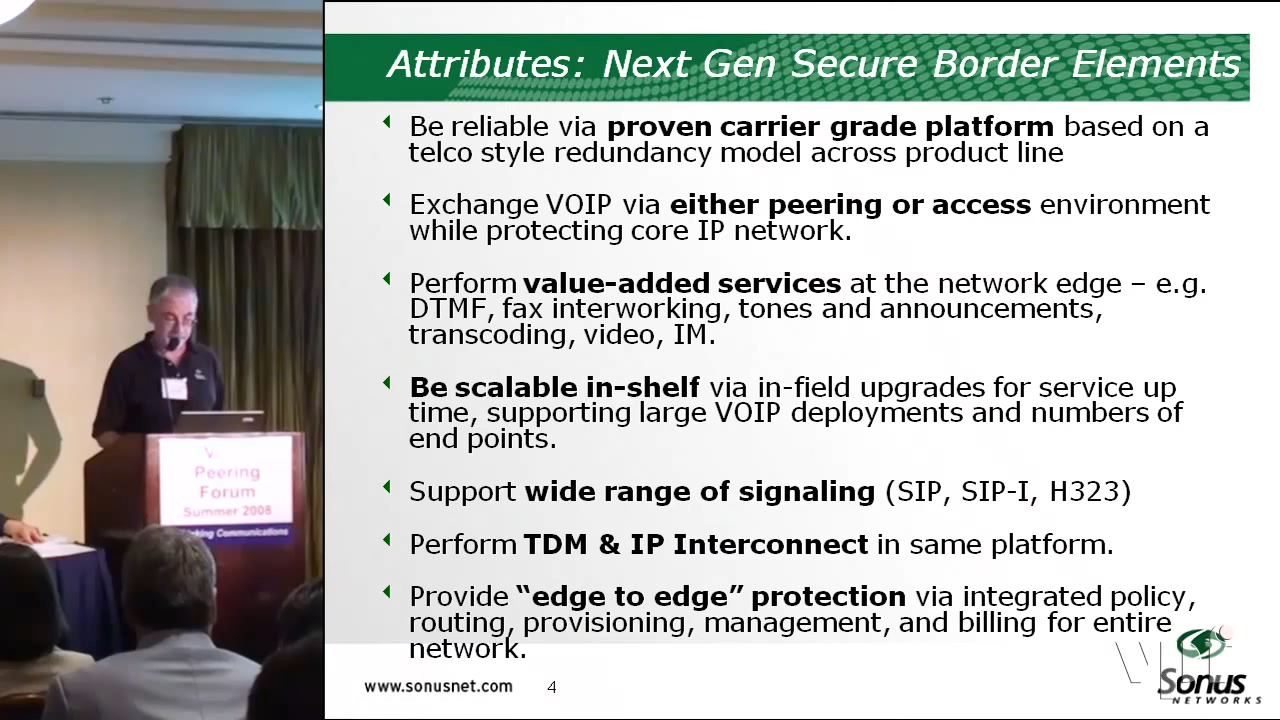 Attributes: Next Gen Secure Border Elements
Be reliable via proven carrier grade platform based on a
telco style redundancy model across product line
Exchange VOIP via either peering or access environment
while protecting core IP network.
Perform value-added services at the network edge – e.g.
DTMF, fax interworking, tones and announcements,
transcoding, video, IM.
Be scalable in-shelf via in-field upgrades for service up
time, supporting large VOIP deployments and numbers of
end points.
Support wide range of signaling (SIP, SIP-I, H323)
Perform TDM & IP Interconnect in same platform.
Provide “edge to edge” protection via integrated policy,
routing, provisioning, management, and billing for entire
network.
www.sonusnet.com 4
Sonus
NETWORKS
Peering
Forum
Summer 2008
Communications